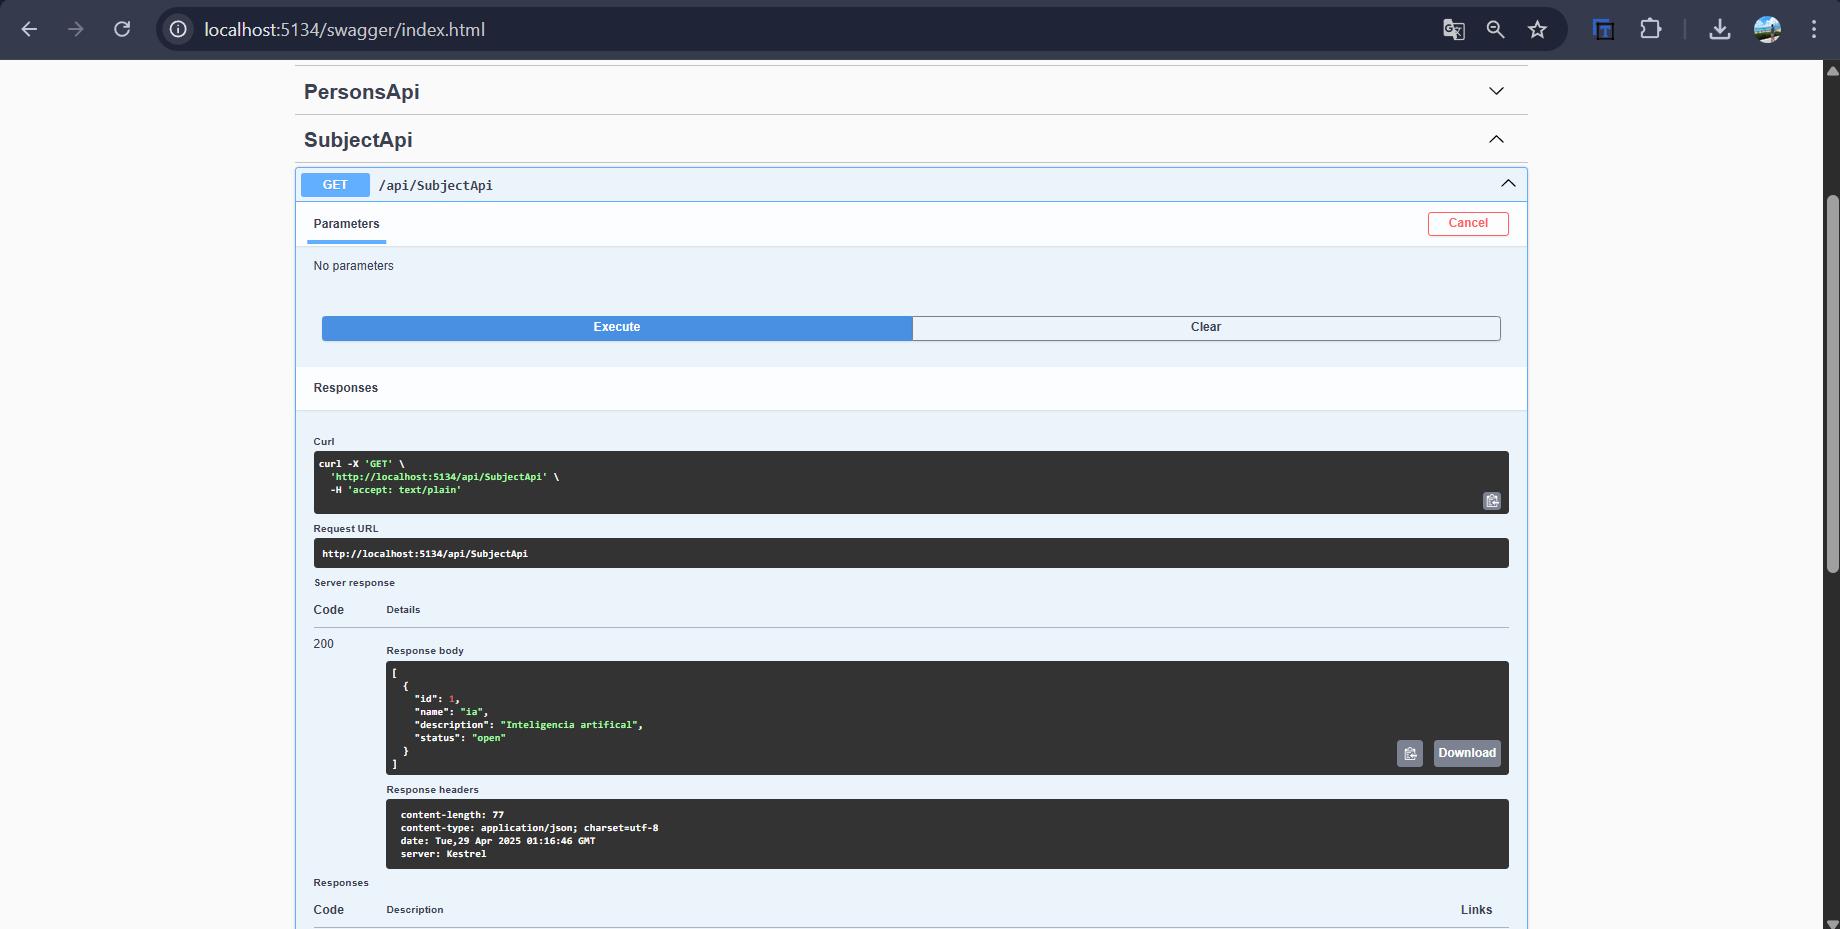 localhost:5134/swagger/index.html
PersonsApi
SubjectApi
GET /api/SubjectApi
Parameters
Cancel
No parameters
Execute
Clear
Responses
Curl
curl -X 'GET' \
'http://localhost:5134/api/SubjectApi' \
-H 'accept: text/plain'
Request URL
http://localhost:5134/api/SubjectApi
Server response
Code Details
200
Response body
[
{
"id": 1,
"name": "ia",
"description": "Inteligencia artifical",
"status": "open"
}
]
Download
Response headers
content-length: 77
content-type: application/json; charset=utf-8
date: Tue,29 Apr 2025 01:16:46 GMT
server: Kestrel
Responses
Code Description Links